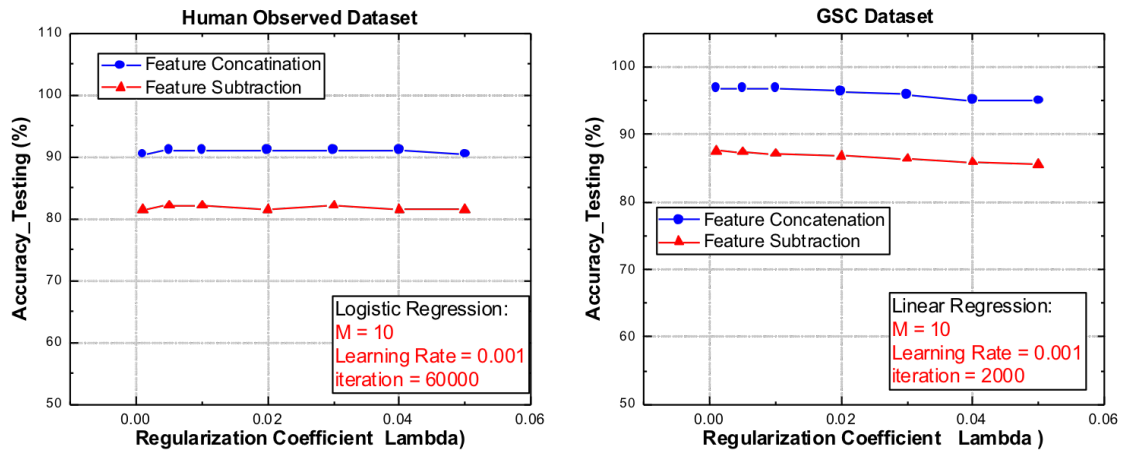 Human Observed Dataset
Feature Concatination
Feature Subtraction
Accuracy_Testing (%)
110
100
90
80
70
60
50
Logistic Regression:
M = 10
Learning Rate = 0.001
iteration = 60000
0.00
0.02
0.04
0.06
Regularization Coefficient Lambda)
GSC Dataset
Accuracy_Testing (%)
100
90
80
70
60
50
Feature Concatenation
Feature Subtraction
Linear Regression:
M = 10
Learning Rate = 0.001
iteration = 2000
0.00
0.02
0.04
0.06
Regularization Coefficient Lambda )